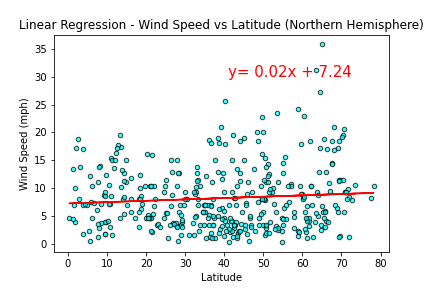 Linear Regression - Wind Speed vs Latitude (Northern Hemisphere)
35
30
25
20
15
10
5
0
Wind Speed (mph)
y= 0.02x + 7.24
0 10 20 30 40 50 60 70 80
Latitude